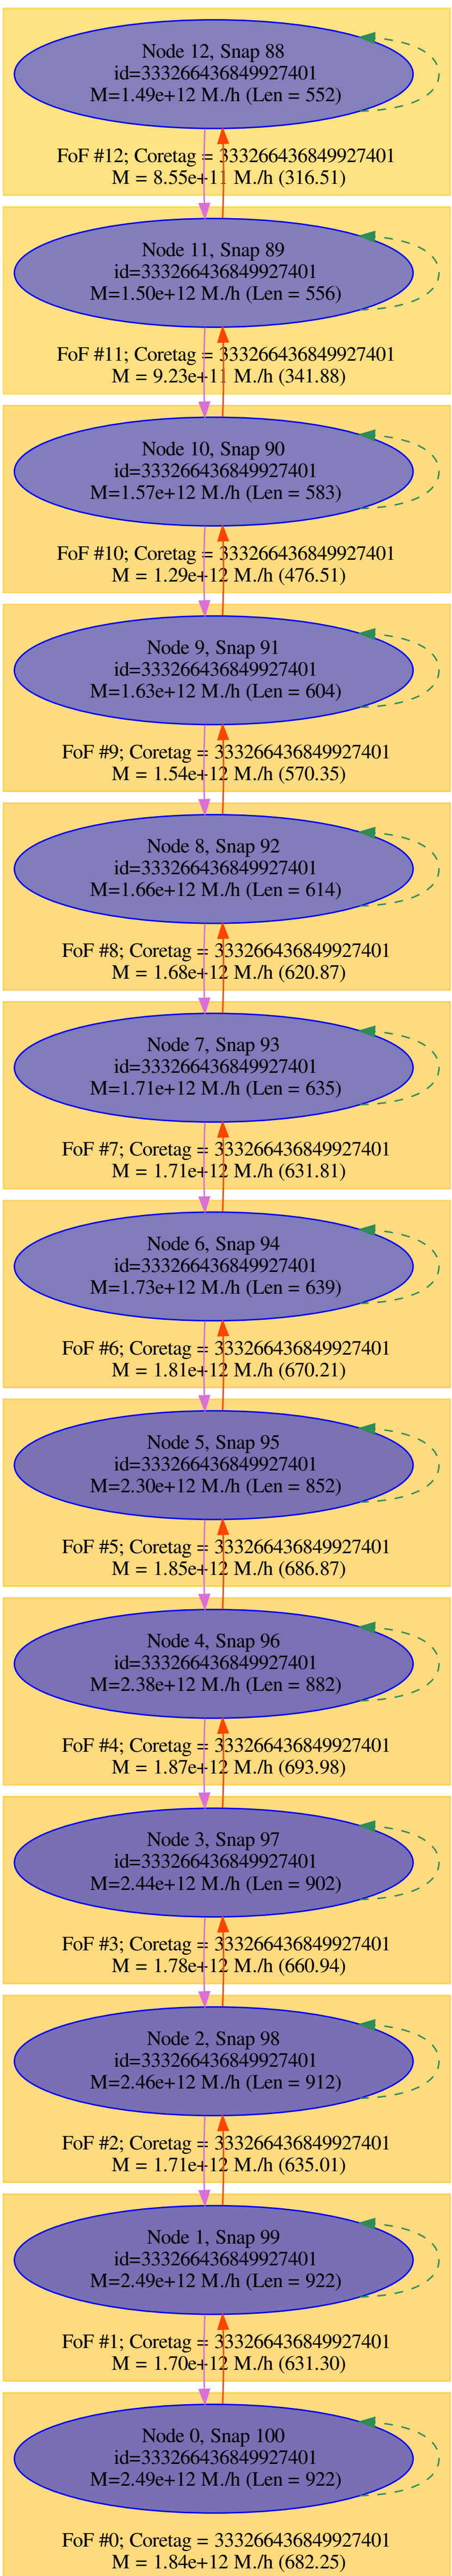 Node 12, Snap 88
id=333266436849927401
M=1.49e+12 M./h (Len = 552)
FoF #12; Coretag = 333266436849927401
M = 8.55e+11 M./h (316.51)
Node 11, Snap 89
id=333266436849927401
M=1.50e+12 M./h (Len = 556)
FoF #11; Coretag = 333266436849927401
M = 9.23e+11 M./h (341.88)
Node 10, Snap 90
id=333266436849927401
M=1.57e+12 M./h (Len = 583)
FoF #10; Coretag = 333266436849927401
M = 1.29e+12 M./h (476.51)
Node 9, Snap 91
id=333266436849927401
M=1.63e+12 M./h (Len = 604)
FoF #9; Coretag = 333266436849927401
M = 1.54e+12 M./h (570.35)
Node 8, Snap 92
id=333266436849927401
M=1.66e+12 M./h (Len = 614)
FoF #8; Coretag = 333266436849927401
M = 1.68e+12 M./h (620.87)
Node 7, Snap 93
id=333266436849927401
M=1.71e+12 M./h (Len = 635)
FoF #7; Coretag = 333266436849927401
M = 1.71e+12 M./h (631.81)
Node 6, Snap 94
id=333266436849927401
M=1.73e+12 M./h (Len = 639)
FoF #6; Coretag = 333266436849927401
M = 1.81e+12 M./h (670.21)
Node 5, Snap 95
id=333266436849927401
M=2.30e+12 M./h (Len = 852)
FoF #5; Coretag = 333266436849927401
M = 1.85e+12 M./h (686.87)
Node 4, Snap 96
id=333266436849927401
M=2.38e+12 M./h (Len = 882)
FoF #4; Coretag = 333266436849927401
M = 1.87e+12 M./h (693.98)
Node 3, Snap 97
id=333266436849927401
M=2.44e+12 M./h (Len = 902)
FoF #3; Coretag = 333266436849927401
M = 1.78e+12 M./h (660.94)
Node 2, Snap 98
id=333266436849927401
M=2.46e+12 M./h (Len = 912)
FoF #2; Coretag = 333266436849927401
M = 1.71e+12 M./h (635.01)
Node 1, Snap 99
id=333266436849927401
M=2.49e+12 M./h (Len = 922)
FoF #1; Coretag = 333266436849927401
M = 1.70e+12 M./h (631.30)
Node 0, Snap 100
id=333266436849927401
M=2.49e+12 M./h (Len = 922)
FoF #0; Coretag = 333266436849927401
M = 1.84e+12 M./h (682.25)